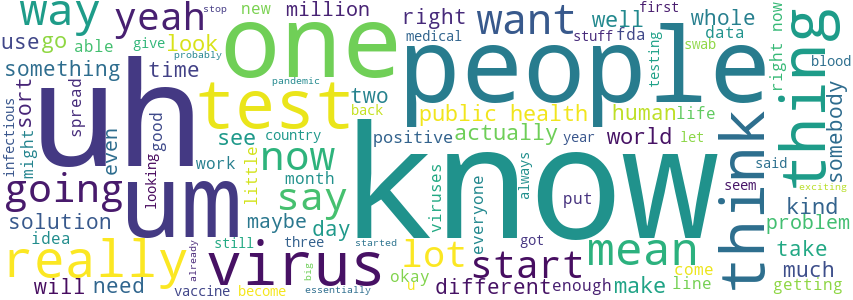 way
yeah
stop
new
million
right
want
well
first
whole
use
go
able
give
look
one
medical
stuff
fda
data
probably
people
testing
swab
right now
thing
something
time
uh
pandemic
think
blood
infectious
sort
spread
test
two
back
public health
human
life
somebody
might
even
looking
good
see
country
positive
actually
year
world
let
work
now
know
said
going
um
little
month
say
viruses
everyone
always
put
seem
exciting
solution
maybe
day
kind
idea
still
three
started
got
problem
really
already
virus
lot
start
mean
take
will
need
big
okay
come
much
vaccine
become
essentially
u
different
enough
make
line
getting